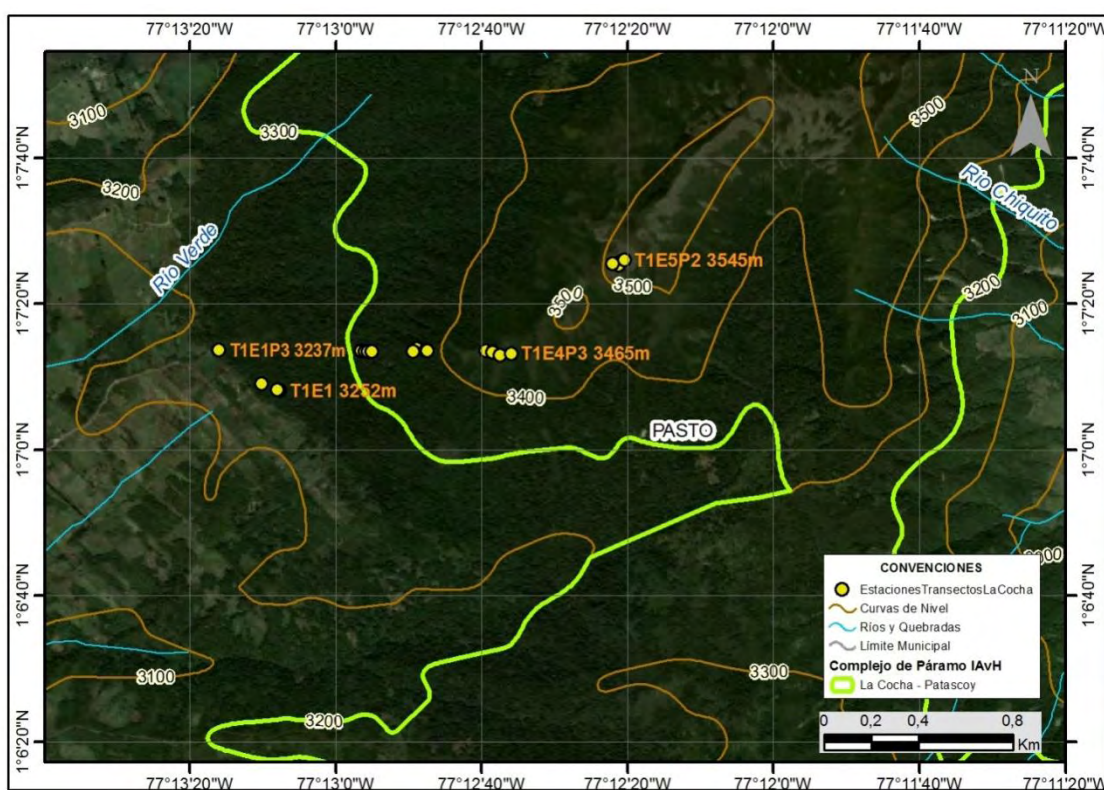 77°13'20"W 77°13'0"W 77°12'40"W 77°12'20"W 77°12'0"W 77°11'40"W 77°11'20"W
N
3100
3300
3500
1°7'40"N
1°7'40"N
3200
Río Chiquito
Río Verde
T1E5P2 3545m
3500
3500
3200
1°7'20"N
1°7'20"N
3100
T1E1P3 3237m
T1E4P3 3465m
T1E1 3252m
3400
PASTO
1°7'0"N
1°7'0"N
CONVENCIONES
EstacionesTransectosLaCocha
Curvas de Nivel
Ríos y Quebradas
Límite Municipal
Complejo de Páramo IAvH
La Cocha - Patascoy
1°6'40"N
1°6'40"N
3100
3300
3200
0 0,2 0,4 0,8
Km
1°6'20"N
1°6'20"N
77°13'20"W 77°13'0"W 77°12'40"W 77°12'20"W 77°12'0"W 77°11'40"W 77°11'20"W